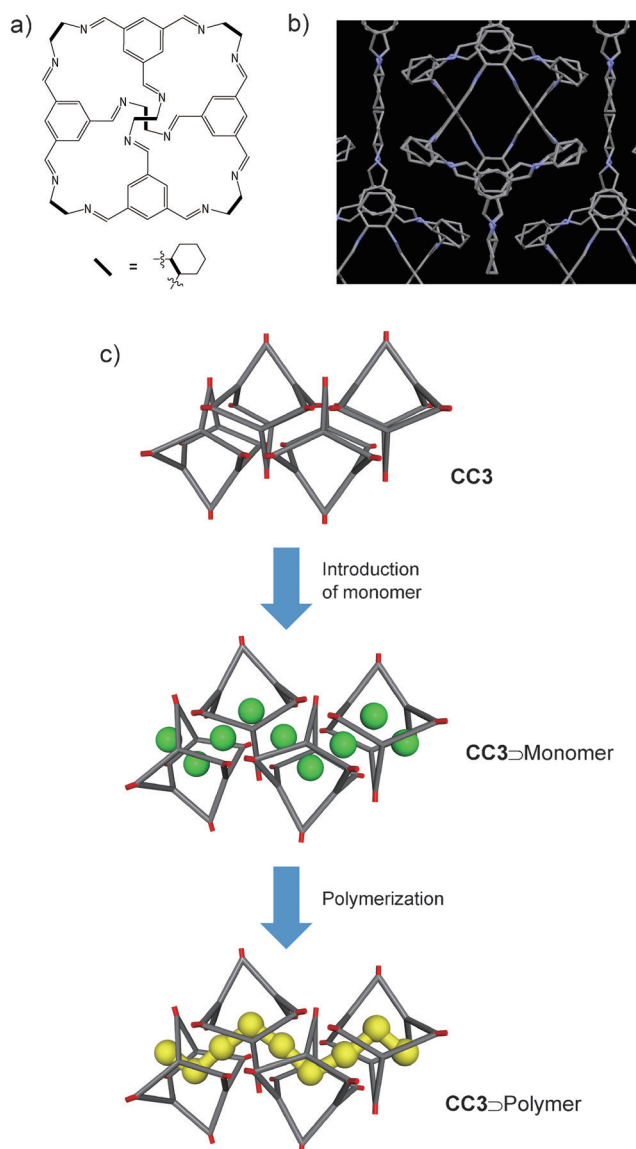 a)
b)
N
N
N
N
N
N
N
N
N
N
N
N
=
c)
CC3
Introduction
of monomer
CC3⊃Monomer
Polymerization
CC3⊃Polymer